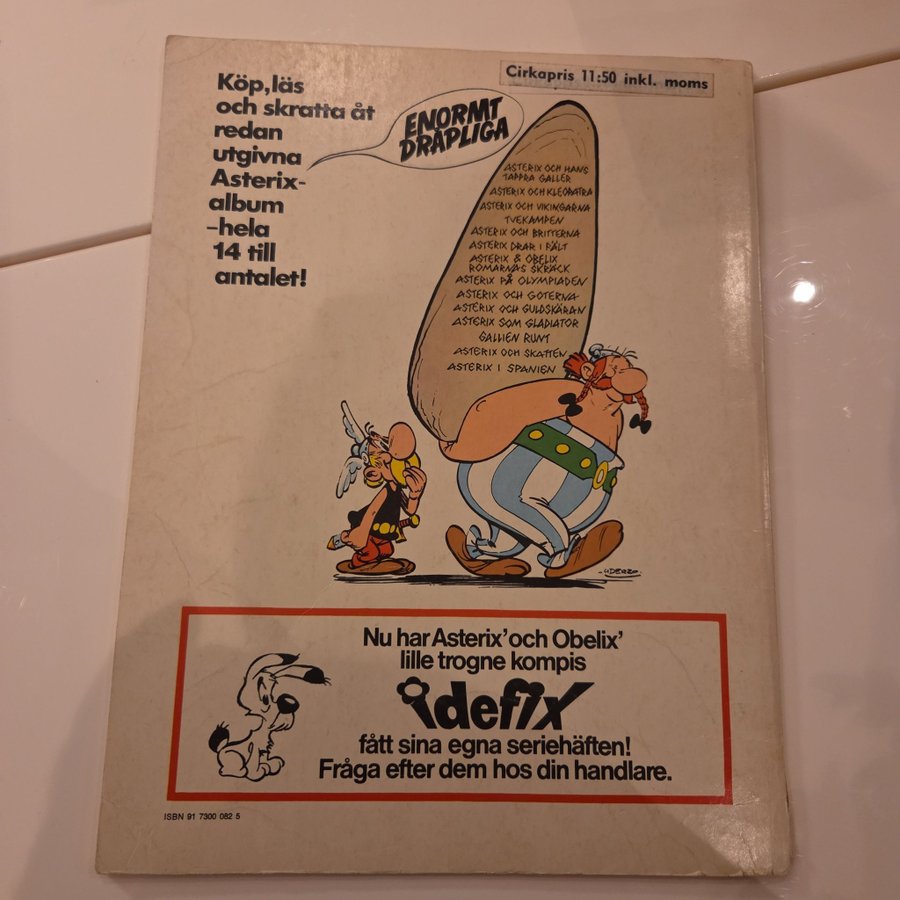 Cirkapris 11:50 inkl. moms
Köp, läs
och skratta åt
redan
utgivna
Asterix-
album
-hela
14 till
antalet!
ENORMT
DRÅPLIGA
ASTERIX OCH HANS
TAPPRA GALLER
ASTERIX OCH KLEOPATRA
ASTERIX OCH VIKINGARNA
TVEKAMPEN
ASTERIX OCH BRITTERNA
ASTERIX DRAR I FÄLT
ASTERIX & OBELIX
ROMARNAS SKRÄCK
ASTERIX PÅ OLYMPIADEN
ASTERIX OCH GOTERNA
ASTERIX OCH GULDSKÄRAN
ASTERIX SOM GLADIATOR
GALLIEN RUNT
ASTERIX OCH SKATTEN
ASTERIX I SPANIEN
-UDERZO-
Nu har Asterix' och Obelix'
lille trogne kompis
idefix
fått sina egna seriehäften!
Fråga efter dem hos din handlare.
ISBN 91 7300 082 5